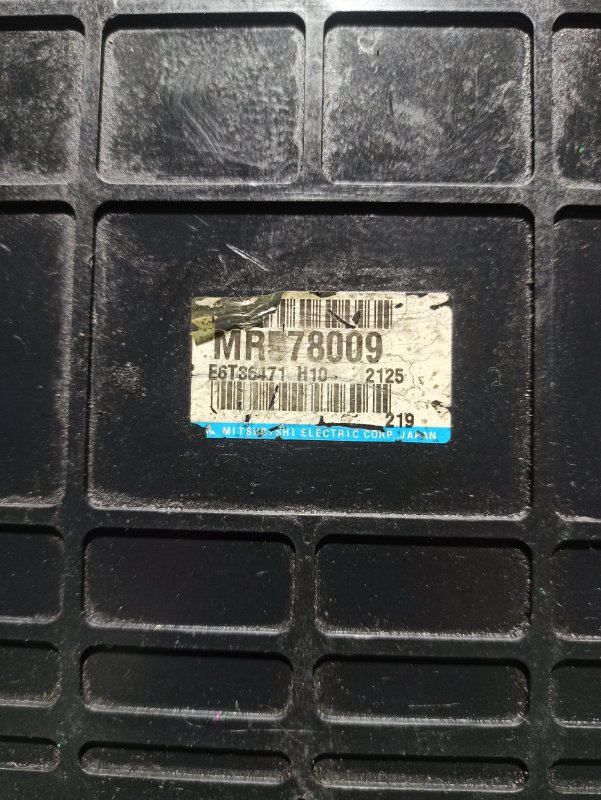 MR578009
E6T36471 H10 2125
219
MITSUBISHI ELECTRIC CORP. JAPAN